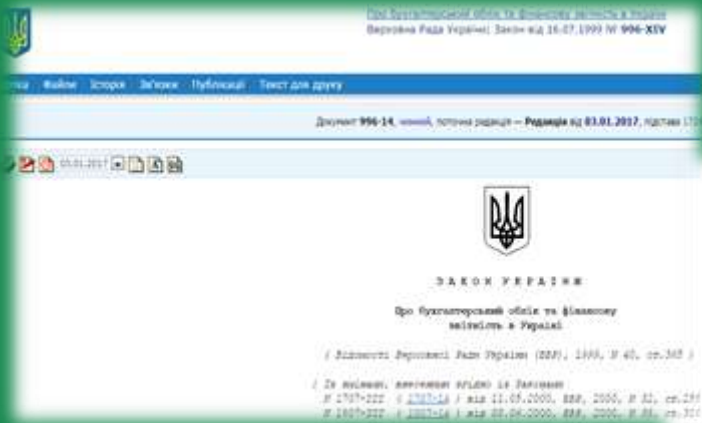 Про бухгалтерський облік та фінансову звітність в Україні
Верховна Рада України; Закон від 16.07.1999 № 996-XIV
Файли Історія Зв'язки Публікації Текст для друку
Документ 996-14, чинний, поточна редакція — Редакція від 03.01.2017, підстава
03.01.2017
ЗАКОН УКРАЇНИ
Про бухгалтерський облік та фінансову
звітність в Україні
( Відомості Верховної Ради України (ВВР), 1999, N 40, ст.365 )
( Із змінами, внесеними згідно із Законами
N 1707-III ( 1707-14 ) від 11.05.2000, ВВР, 2000, N 32,
N 1807-III ( 1807-14 ) від 08.06.2000, ВВР, 2000, N 38,